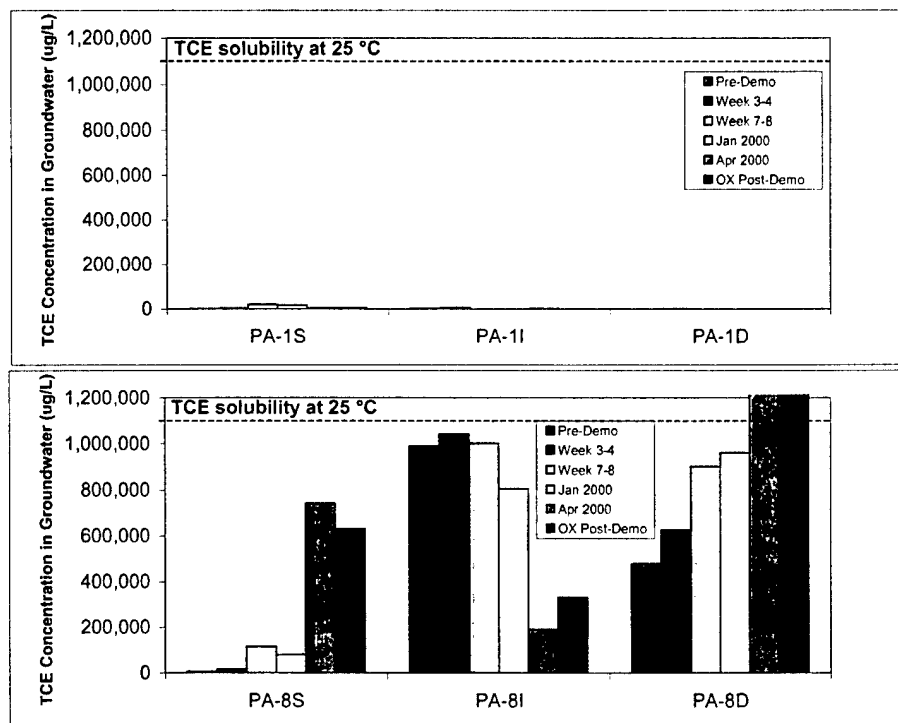 TCE Concentration in Groundwater (ug/L)
1,200,000
1,000,000
800,000
600,000
400,000
200,000
0
TCE solubility at 25 °C
Pre-Demo
Week 3-4
Week 7-8
Jan 2000
Apr 2000
OX Post-Demo
PA-1S
PA-1I
PA-1D
TCE Concentration in Groundwater (ug/L)
1,200,000
1,000,000
800,000
600,000
400,000
200,000
0
TCE solubility at 25 °C
Pre-Demo
Week 3-4
Week 7-8
Jan 2000
Apr 2000
OX Post-Demo
PA-8S
PA-8I
PA-8D